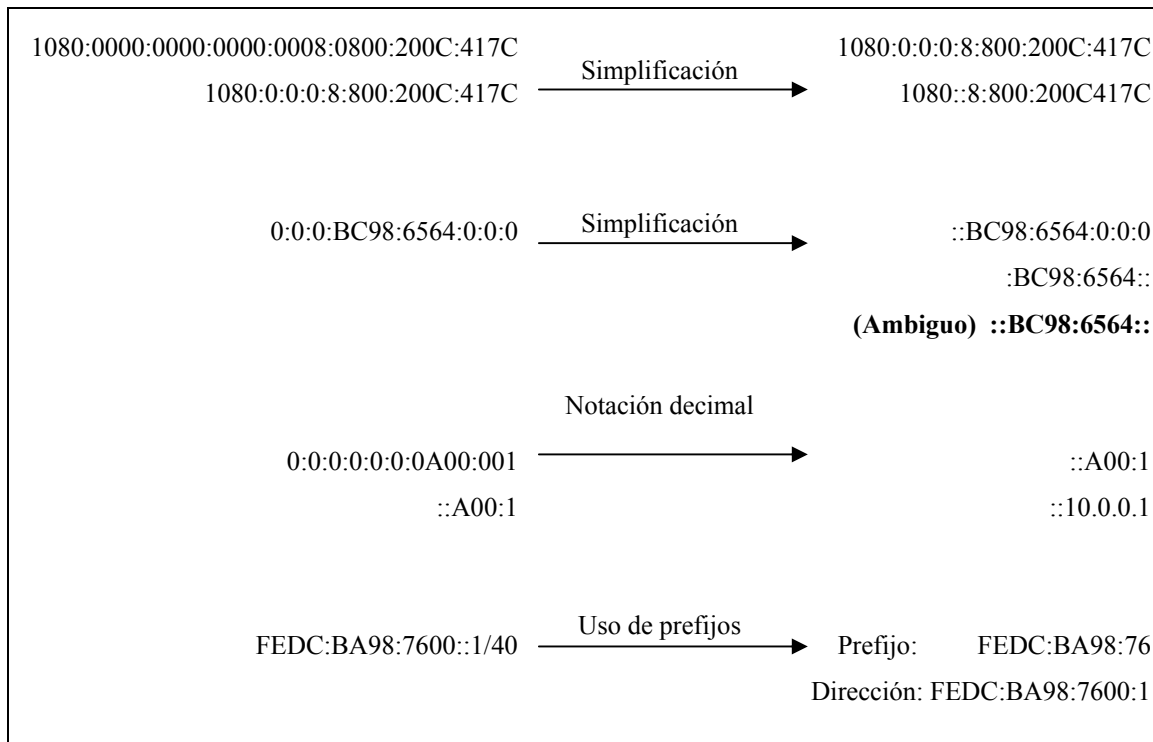 1080:0000:0000:0000:0008:0800:200C:417C
Simplificación
1080:0:0:0:8:800:200C:417C
1080:0:0:0:8:800:200C:417C
1080::8:800:200C417C
0:0:0:BC98:6564:0:0:0
Simplificación
::BC98:6564:0:0:0
:BC98:6564::
(Ambiguo) ::BC98:6564::
Notación decimal
0:0:0:0:0:0:0A00:001
::A00:1
::A00:1
::10.0.0.1
FEDC:BA98:7600::1/40
Uso de prefijos
Prefijo: FEDC:BA98:76
Dirección: FEDC:BA98:7600:1